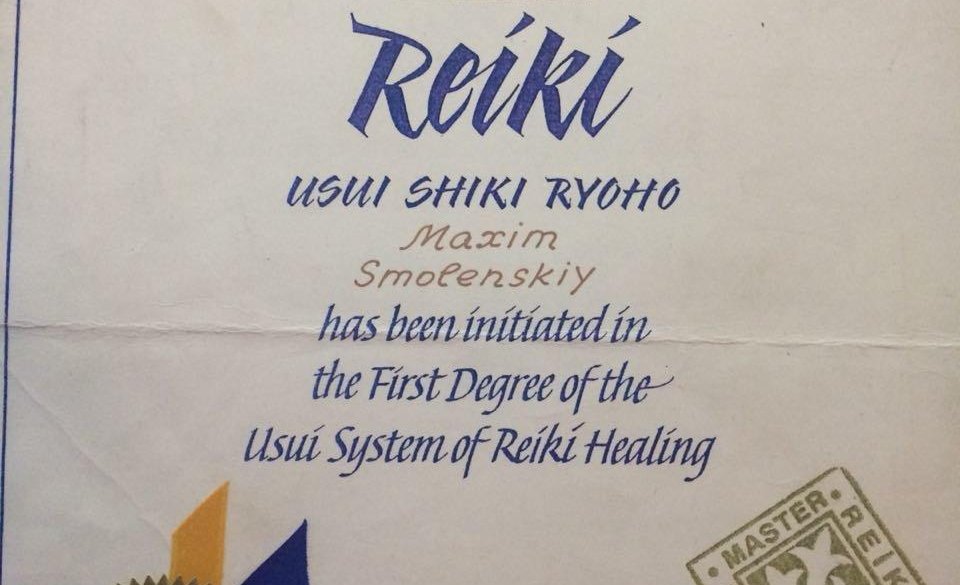 Reiki
USUI SHIKI RYOHO
Maxim
Smolenskiy
has been initiated in
the First Degree of the
Usui System of Reiki Healing
• MASTER • REIK